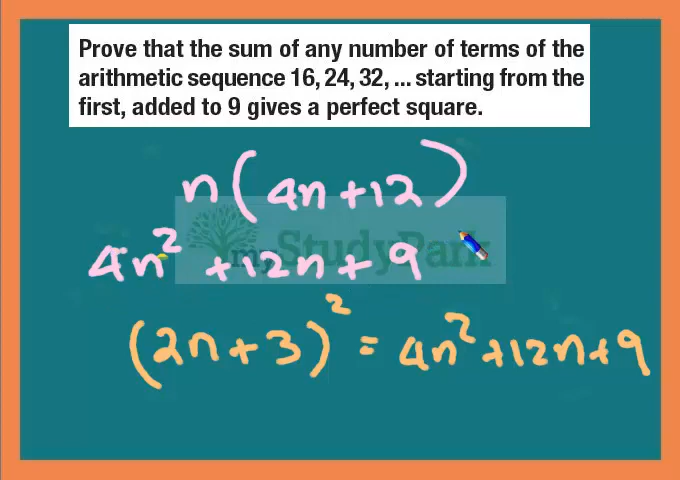 Prove that the sum of any number of terms of the
arithmetic sequence 16, 24, 32, ... starting from the
first, added to 9 gives a perfect square.
n(4n+12)
myStudyPark
4n²+12n+9
(2n+3)²=4n²+12n+9